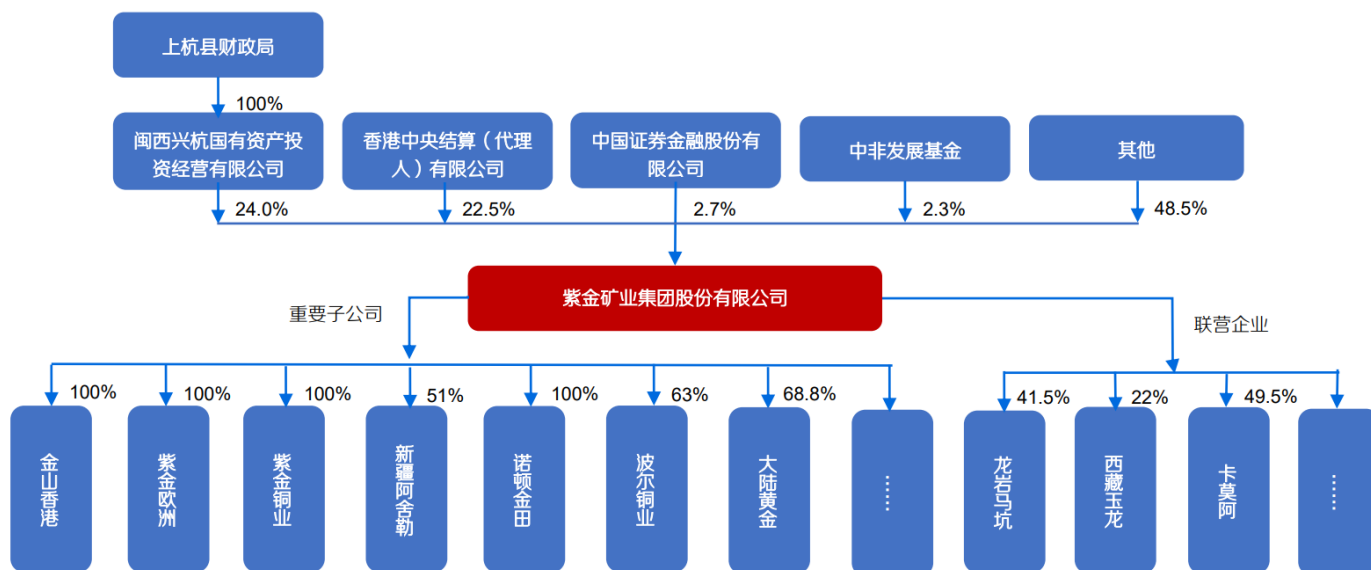 上杭县财政局
100%
闽西兴杭国有资产投
资经营有限公司
香港中央结算（代理
人）有限公司
中国证券金融股份有
限公司
中非发展基金
其他
24.0%
22.5%
2.7%
2.3%
48.5%
紫金矿业集团股份有限公司
重要子公司
联营企业
100%
100%
100%
51%
100%
63%
68.8%
41.5%
22%
49.5%
金山香港
紫金欧洲
紫金铜业
新疆阿舍勒
诺顿金田
波尔铜业
大陆黄金
……
龙岩马坑
西藏玉龙
卡莫阿
……